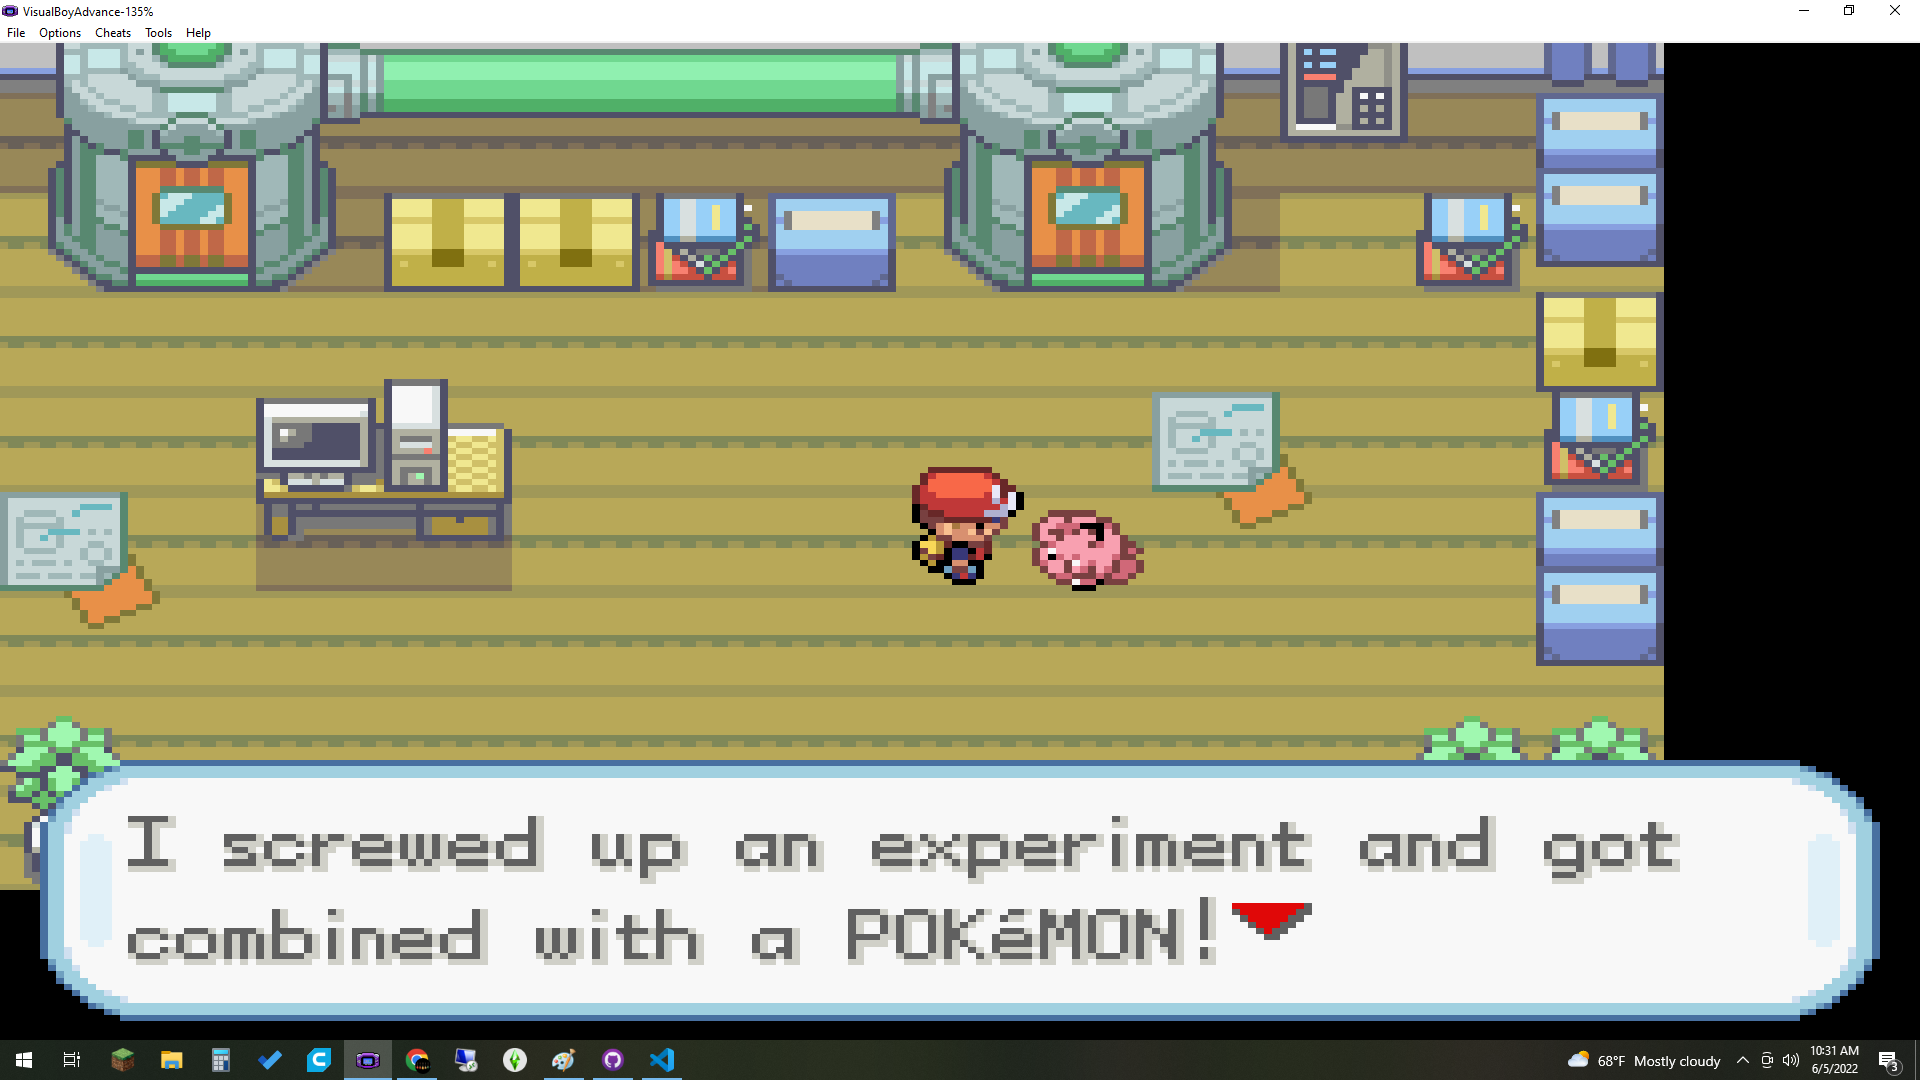 VisualBoyAdvance-135%
File Options Cheats Tools Help
I screwed up an experiment and got
combined with a POKéMON!
68°F Mostly cloudy
10:31 AM
6/5/2022
3